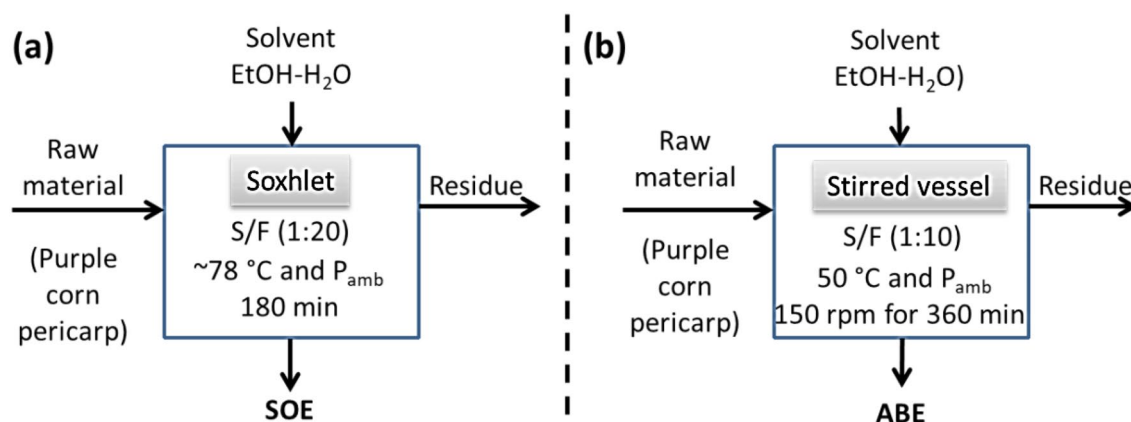 (a)
Solvent
EtOH-H₂O
Raw
material
(Purple
corn
pericarp)
Soxhlet
S/F (1:20)
~78 °C and Pₐₘb
180 min
Residue
SOE
(b)
Solvent
EtOH-H₂O)
Raw
material
(Purple
corn
pericarp)
Stirred vessel
S/F (1:10)
50 °C and Pₐₘb
150 rpm for 360 min
Residue
ABE